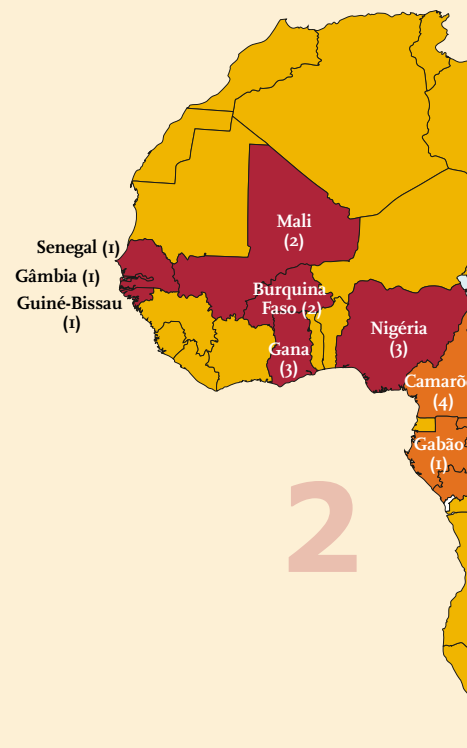 Mali
(2)
Senegal (1)
Gâmbia (1)
Guiné-Bissau
(1)
Burquina
Faso (2)
Nigéria
(3)
Gana
(3)
Camarõ
(4)
Gabão
(1)
2